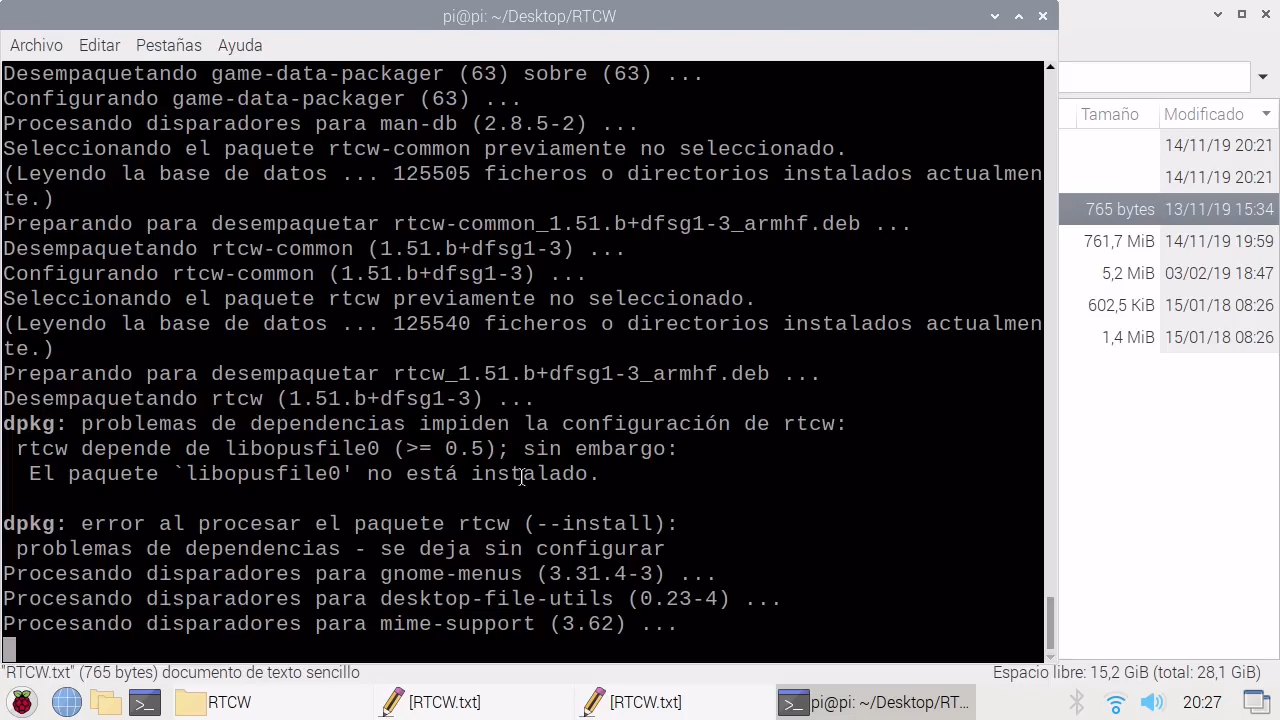 pi@pi: ~/Desktop/RTCW
Archivo Editar Pestañas Ayuda
Desempaquetando game-data-packager (63) sobre (63) ...
Configurando game-data-packager (63) ...
Procesando disparadores para man-db (2.8.5-2) ...
Seleccionando el paquete rtcw-common previamente no seleccionado.
(Leyendo la base de datos ... 125505 ficheros o directorios instalados actualmen
te.)
Preparando para desempaquetar rtcw-common_1.51.b+dfsg1-3_armhf.deb ...
Desempaquetando rtcw-common (1.51.b+dfsg1-3) ...
Configurando rtcw-common (1.51.b+dfsg1-3) ...
Seleccionando el paquete rtcw previamente no seleccionado.
(Leyendo la base de datos ... 125540 ficheros o directorios instalados actualmen
te.)
Preparando para desempaquetar rtcw_1.51.b+dfsg1-3_armhf.deb ...
Desempaquetando rtcw (1.51.b+dfsg1-3) ...
dpkg: problemas de dependencias impiden la configuración de rtcw:
rtcw depende de libopusfile0 (>= 0.5); sin embargo:
El paquete `libopusfile0' no está instalado.
dpkg: error al procesar el paquete rtcw (--install):
problemas de dependencias - se deja sin configurar
Procesando disparadores para gnome-menus (3.31.4-3) ...
Procesando disparadores para desktop-file-utils (0.23-4) ...
Procesando disparadores para mime-support (3.62) ...
Tamaño Modificado
14/11/19 20:21
14/11/19 20:21
765 bytes 13/11/19 15:34
761,7 MiB 14/11/19 19:59
5,2 MiB 03/02/19 18:47
602,5 KiB 15/01/18 08:26
1,4 MiB 15/01/18 08:26
"RTCW.txt" (765 bytes) documento de texto sencillo
Espacio libre: 15,2 GiB (total: 28,1 GiB)
RTCW [RTCW.txt] [RTCW.txt] pi@pi: ~/Desktop/RT... 20:27